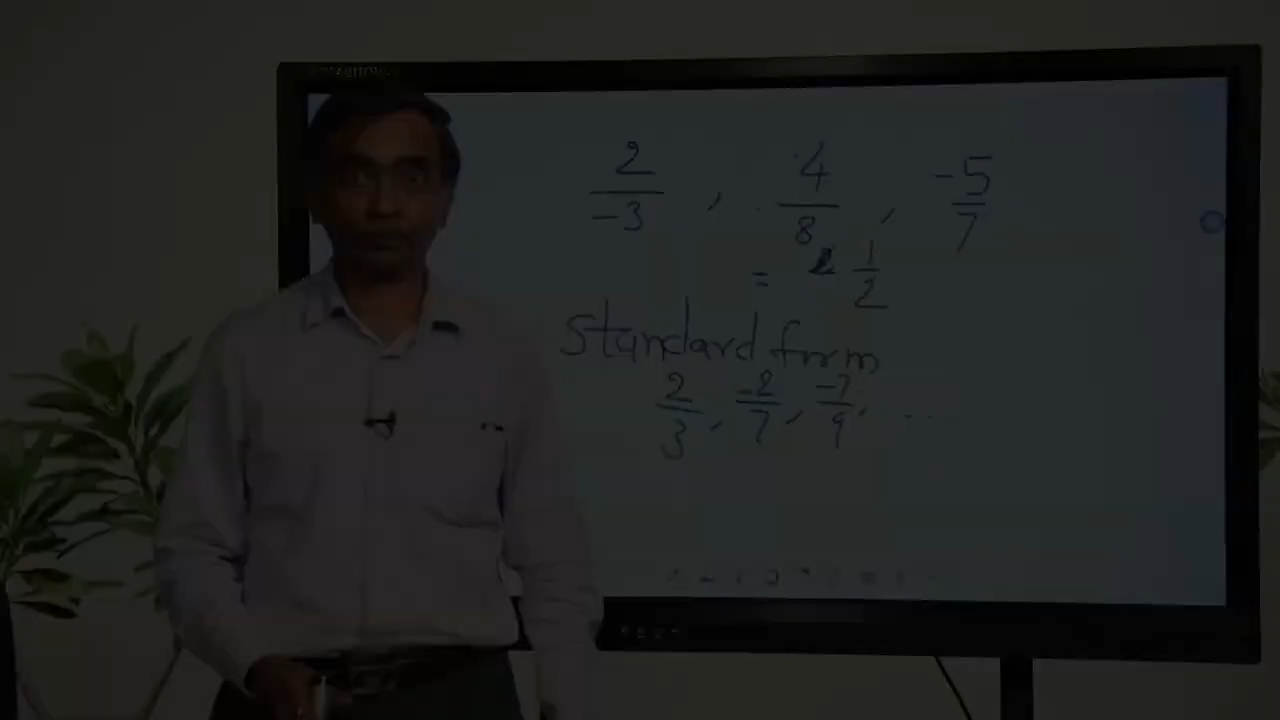 2/-3 , 4/8 , -5/7
= 1/2
Standard form
2/3 , -2/7 , -7/9 , ...